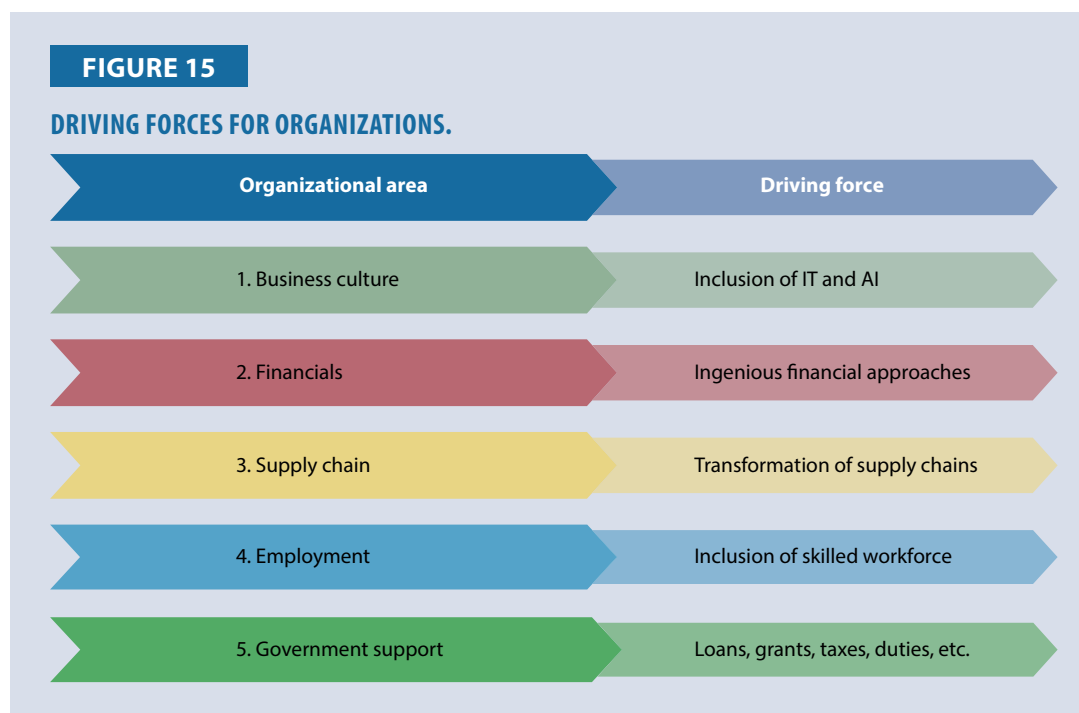 FIGURE 15
DRIVING FORCES FOR ORGANIZATIONS.
Organizational area Driving force
1. Business culture Inclusion of IT and AI
2. Financials Ingenious financial approaches
3. Supply chain Transformation of supply chains
4. Employment Inclusion of skilled workforce
5. Government support Loans, grants, taxes, duties, etc.